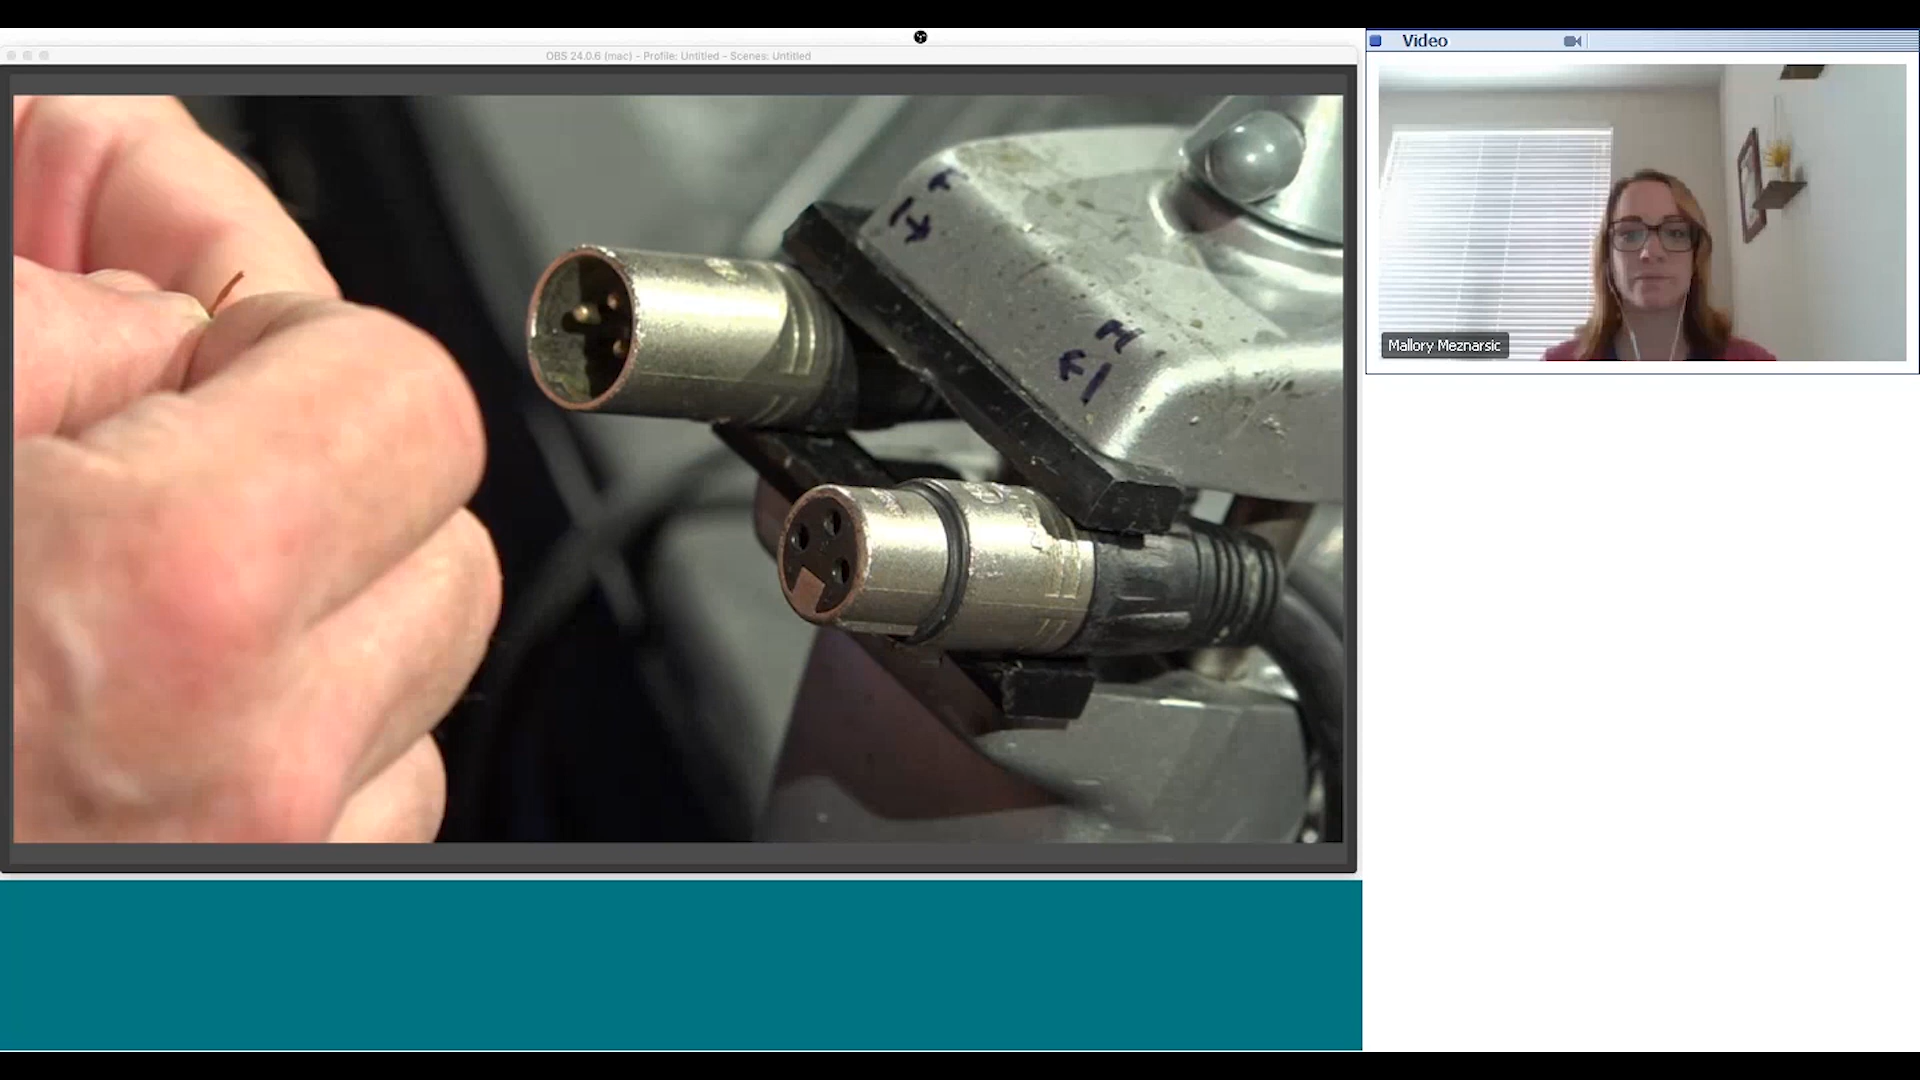 OBS 24.0.6 (mac) - Profile: Untitled - Scenes: Untitled
Video
Mallory Meznarsic